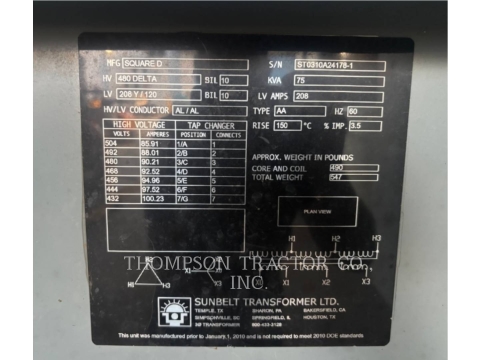 MFG SQUARE D S/N ST0310A24178-1
HV 480 DELTA BIL 10 KVA 75
LV 208 Y / 120 BIL 10 LV AMPS 208
HV/LV CONDUCTOR AL / AL TYPE AA HZ 60
RISE 150 °C % IMP. 3.5
HIGH VOLTAGE TAP CHANGER
VOLTS AMPERES POSITION CONNECTS
504 85.91 1/A 1
492 88.01 2/B 2
480 90.21 3/C 3
468 92.52 4/D 4
456 94.96 5/E 5
444 97.52 6/F 6
432 100.23 7/G 7
APPROX. WEIGHT IN POUNDS
CORE AND COIL 490
TOTAL WEIGHT 547
PLAN VIEW
H1 H2 H3
H2 X2
H1 H3 X1
X1 X2 X3
THOMPSON TRACTOR CO.,
INC.
SUNBELT TRANSFORMER LTD.
TEMPLE, TX SHARON, PA BAKERSFIELD, CA
SIMPSONVILLE, SC SPRINGFIELD, IL HOUSTON, TX
This unit was manufactured prior to January 1, 2010 and is not required to meet 2010 DOE standards